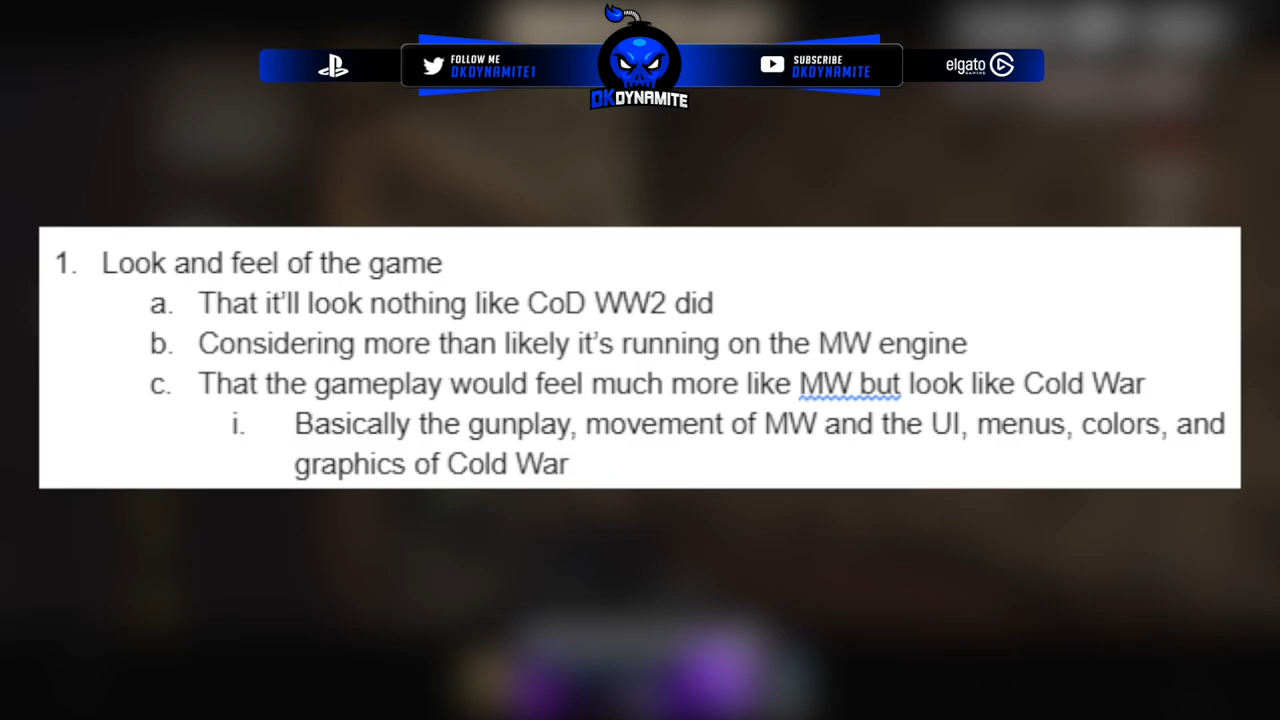 FOLLOW ME
DKDYNAMITE1
SUBSCRIBE
DKDYNAMITE
elgato
GAMING
DKDYNAMITE
1. Look and feel of the game
a. That it'll look nothing like CoD WW2 did
b. Considering more than likely it's running on the MW engine
c. That the gameplay would feel much more like MW but look like Cold War
i. Basically the gunplay, movement of MW and the UI, menus, colors, and
graphics of Cold War